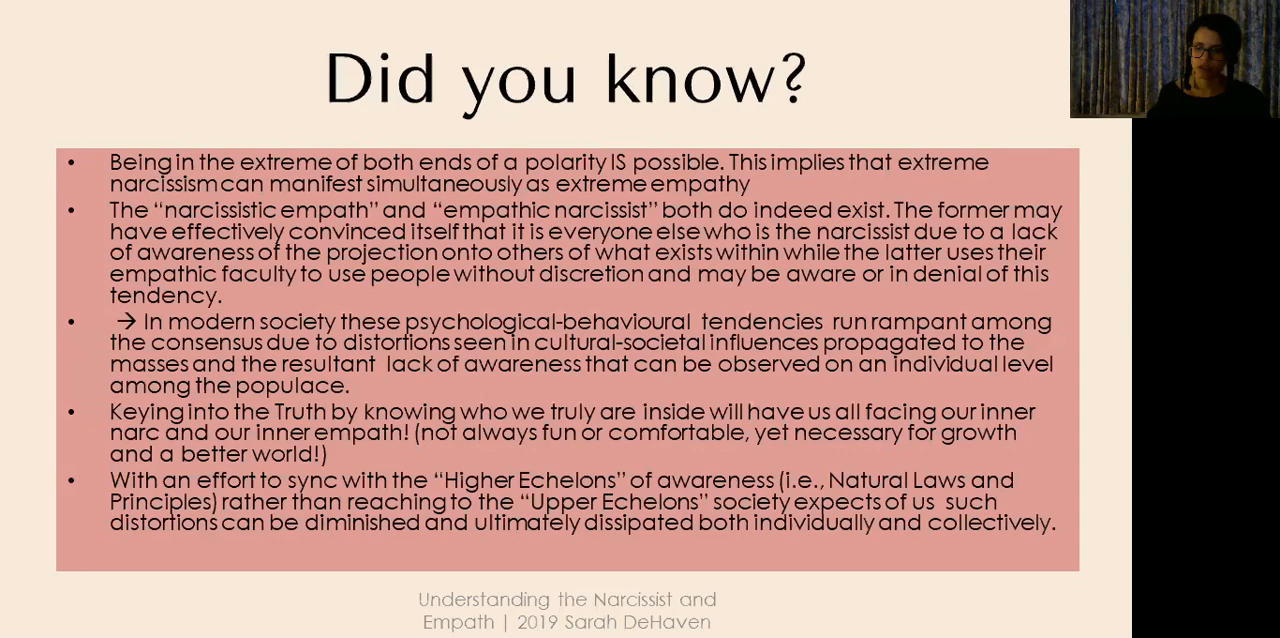 Did you know?
• Being in the extreme of both ends of a polarity IS possible. This implies that extreme
narcissism can manifest simultaneously as extreme empathy
• The “narcissistic empath” and “empathic narcissist” both do indeed exist. The former may
have effectively convinced itself that it is everyone else who is the narcissist due to a lack
of awareness of the projection onto others of what exists within while the latter uses their
empathic faculty to use people without discretion and may be aware or in denial of this
tendency.
• → In modern society these psychological-behavioural tendencies run rampant among
the consensus due to distortions seen in cultural-societal influences propagated to the
masses and the resultant lack of awareness that can be observed on an individual level
among the populace.
• Keying into the Truth by knowing who we truly are inside will have us all facing our inner
narc and our inner empath! (not always fun or comfortable, yet necessary for growth
and a better world!)
• With an effort to sync with the “Higher Echelons” of awareness (i.e., Natural Laws and
Principles) rather than reaching to the “Upper Echelons” society expects of us such
distortions can be diminished and ultimately dissipated both individually and collectively.
Understanding the Narcissist and
Empath | 2019 Sarah DeHaven